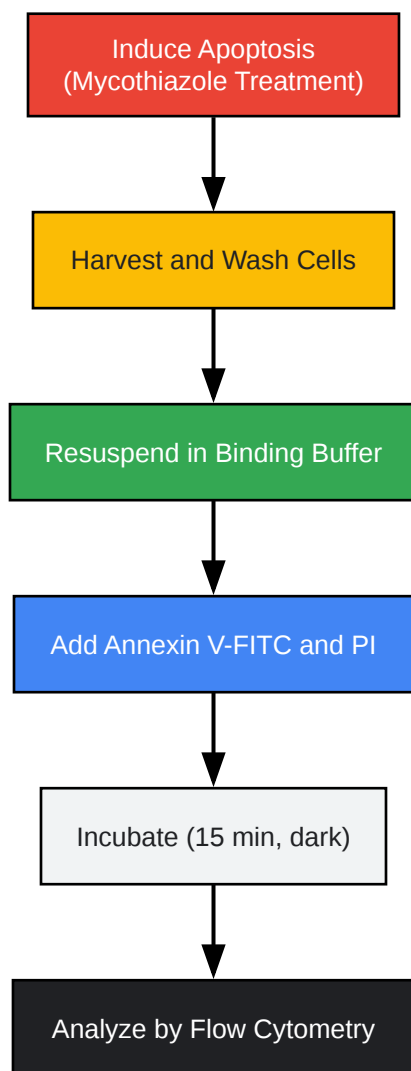 Induce Apoptosis
(Mycothiazole Treatment)
Harvest and Wash Cells
Resuspend in Binding Buffer
Add Annexin V-FITC and PI
Incubate (15 min, dark)
Analyze by Flow Cytometry